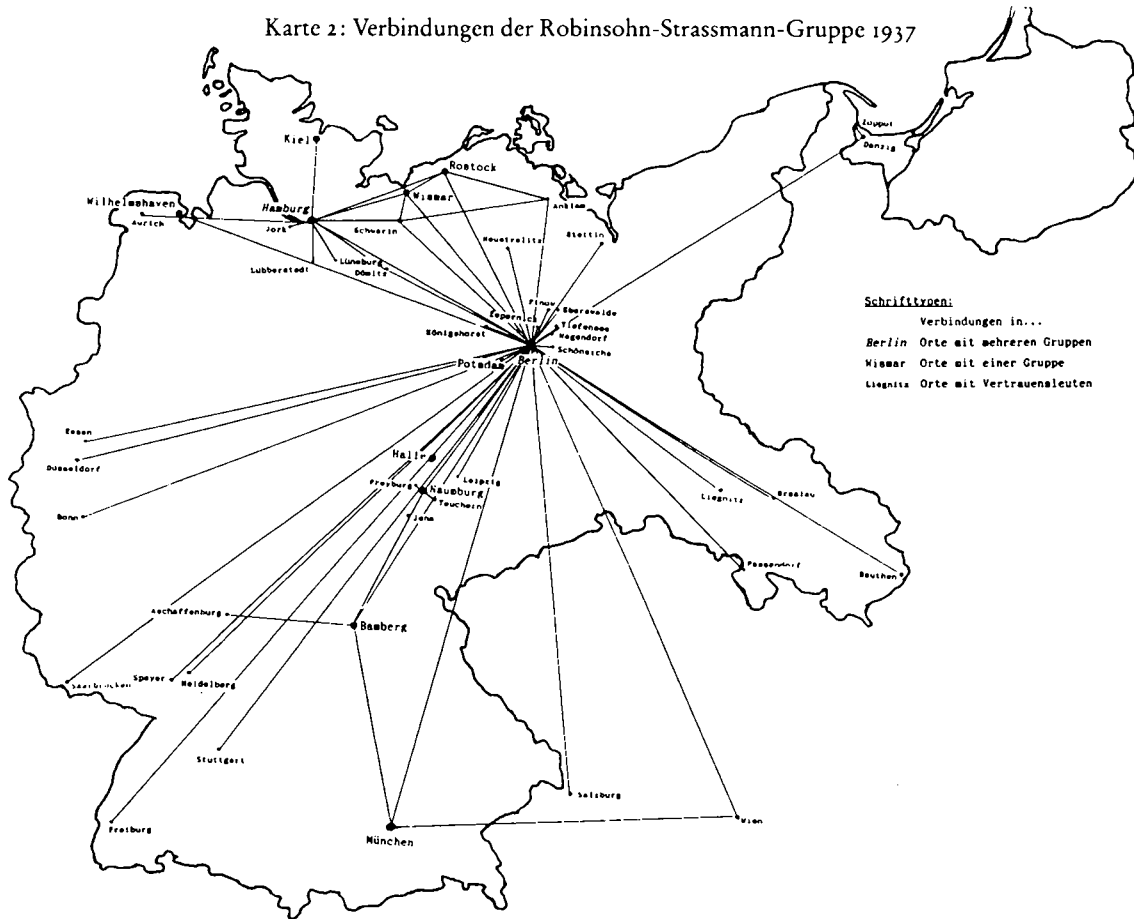 Karte 2: Verbindungen der Robinsohn-Strassmann-Gruppe 1937
Zoppot
Danzig
Kiel
Rostock
Wismar
Wilhelmshaven
Hamburg
Anklam
Aurich
Jork
Schwerin
Neustrelitz
Stettin
Lüneburg
Lübberstedt
Dömitz
Finow
Eberswalde
Zepernick
Tiefensee
Königshorst
Wegendorf
Schöneiche
Potsdam
Berlin
Schrifttypen:
Verbindungen in...
Berlin Orte mit mehreren Gruppen
Wismar Orte mit einer Gruppe
Liegnitz Orte mit Vertrauensleuten
Essen
Düsseldorf
Halle
Leipzig
Freyburg
Naumburg
Teuchern
Liegnitz
Breslau
Bonn
Jena
Beuthen
Aschaffenburg
Bamberg
Saarbrücken
Speyer
Heidelberg
Stuttgart
Salzburg
Freiburg
Wien
München